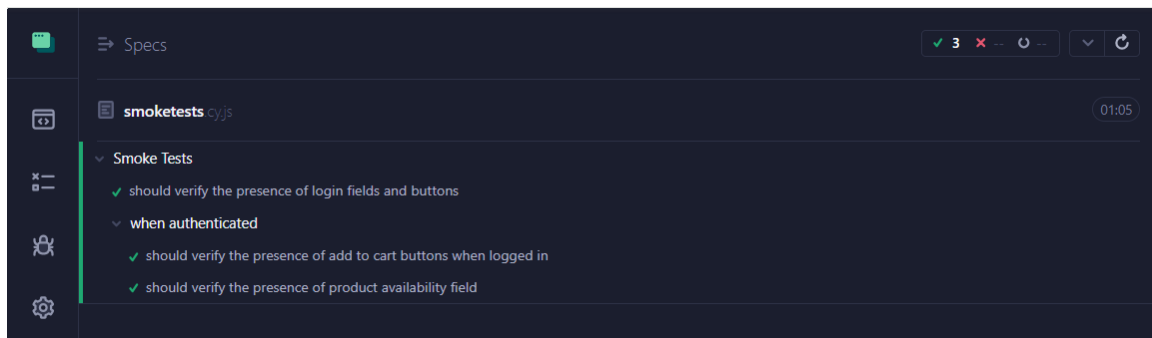 Specs
3 -- --
smoketests.cy.js
01:05
Smoke Tests
should verify the presence of login fields and buttons
when authenticated
should verify the presence of add to cart buttons when logged in
should verify the presence of product availability field